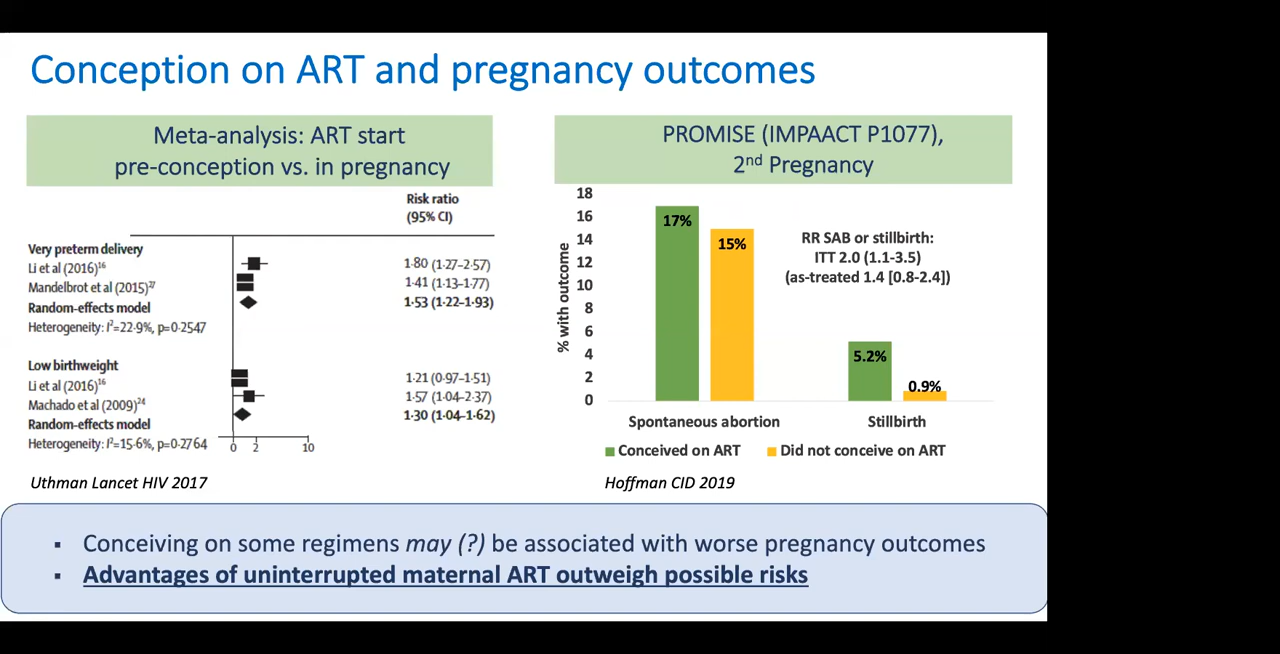 Conception on ART and pregnancy outcomes
Meta-analysis: ART start
pre-conception vs. in pregnancy
Risk ratio
(95% CI)
Very preterm delivery
Li et al (2016)¹⁶ 1·80 (1·27–2·57)
Mandelbrot et al (2015)²⁷ 1·41 (1·13–1·77)
Random-effects model 1·53 (1·22–1·93)
Heterogeneity: I²=22·9%, p=0·2547
Low birthweight
Li et al (2016)¹⁶ 1·21 (0·97–1·51)
Machado et al (2009)²⁴ 1·57 (1·04–2·37)
Random-effects model 1·30 (1·04–1·62)
Heterogeneity: I²=15·6%, p=0·2764
0 2 10
Uthman Lancet HIV 2017
PROMISE (IMPAACT P1077),
2nd Pregnancy
% with outcome
18
16
14
12
10
8
6
4
2
0
17%
15%
5.2%
0.9%
RR SAB or stillbirth:
ITT 2.0 (1.1-3.5)
(as-treated 1.4 [0.8-2.4])
Spontaneous abortion Stillbirth
Conceived on ART Did not conceive on ART
Hoffman CID 2019
▪ Conceiving on some regimens may (?) be associated with worse pregnancy outcomes
▪ Advantages of uninterrupted maternal ART outweigh possible risks